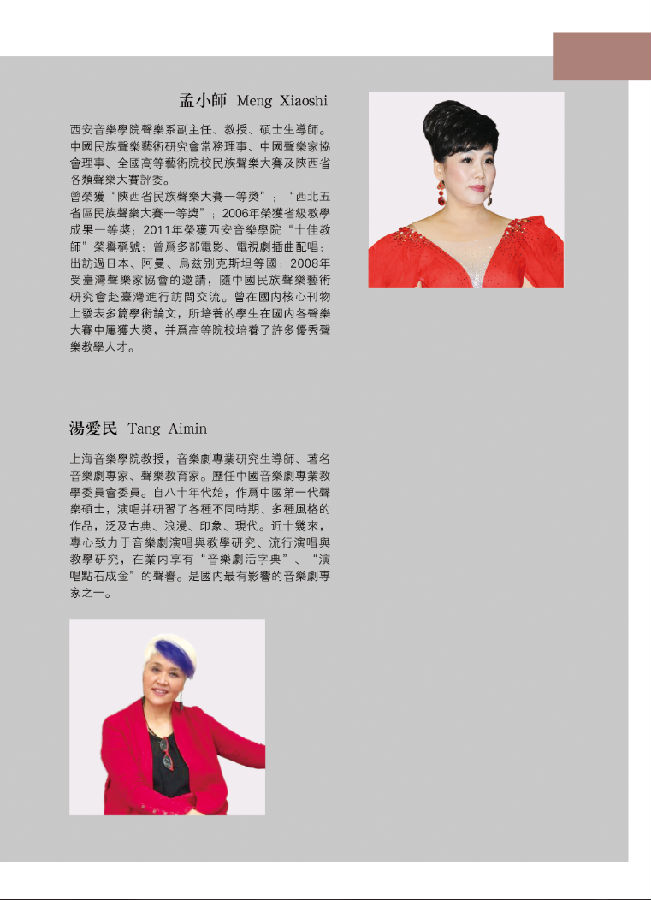 孟小師 Meng Xiaoshi
西安音樂學院聲樂系副主任、教授、碩士生導師。
中國民族聲樂藝術研究會常務理事、中國聲樂家協
會理事、全國高等藝術院校民族聲樂大賽及陝西省
各類聲樂大賽評委。
曾榮獲“陝西省民族聲樂大賽一等獎”；“西北五
省區民族聲樂大賽一等獎”；2006年榮獲省級教學
成果一等獎；2011年榮獲西安音樂學院“十佳教
師”榮譽稱號；曾爲多部電影、電視劇插曲配唱；
出訪過日本、阿曼、烏兹别克斯坦等國；2008年
受臺灣聲樂家協會的邀請，隨中國民族聲樂藝術
研究會赴臺灣進行訪問交流。曾在國内核心刊物
上發表多篇學術論文，所培養的學生在國内各聲樂
大賽中屢獲大獎，并爲高等院校培養了許多優秀聲
樂教學人才。
湯愛民 Tang Aimin
上海音樂學院教授，音樂劇專業研究生導師、著名
音樂劇專家、聲樂教育家。歷任中國音樂劇專業教
學委員會委員。自八十年代始，作爲中國第一代聲
樂碩士，演唱并研習了各種不同時期、多種風格的
作品，泛及古典、浪漫、印象、現代。近十幾來，
專心致力于音樂劇演唱與教學研究、流行演唱與
教學研究，在業内享有“音樂劇活字典”、“演
唱點石成金”的聲譽。是國内最有影響的音樂劇專
家之一。